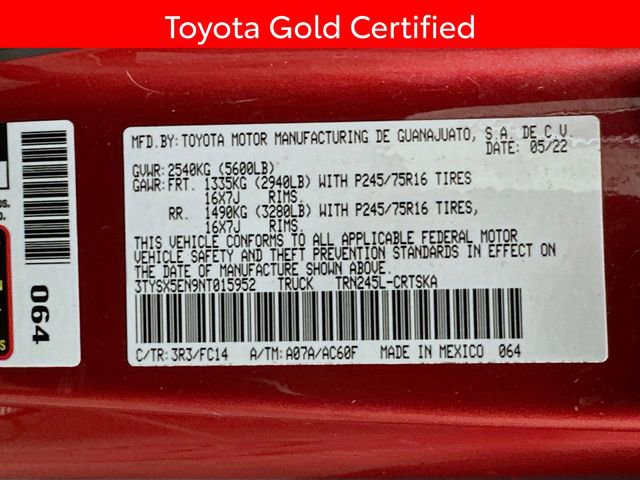 Toyota Gold Certified
MFD.BY:TOYOTA MOTOR MANUFACTURING DE GUANAJUATO, S.A. DE C.V.
DATE: 05/22
GVWR: 2540KG (5600LB)
GAWR:FRT. 1335KG (2940LB) WITH P245/75R16 TIRES
16X7J RIMS.
RR. 1490KG (3280LB) WITH P245/75R16 TIRES,
16X7J RIMS.
THIS VEHICLE CONFORMS TO ALL APPLICABLE FEDERAL MOTOR
VEHICLE SAFETY AND THEFT PREVENTION STANDARDS IN EFFECT ON
THE DATE OF MANUFACTURE SHOWN ABOVE.
3TYSX5EN9NT015952 TRUCK TRN245L-CRTSKA
C/TR: 3R3/FC14 A/TM: A07A/AC60F MADE IN MEXICO 064
064